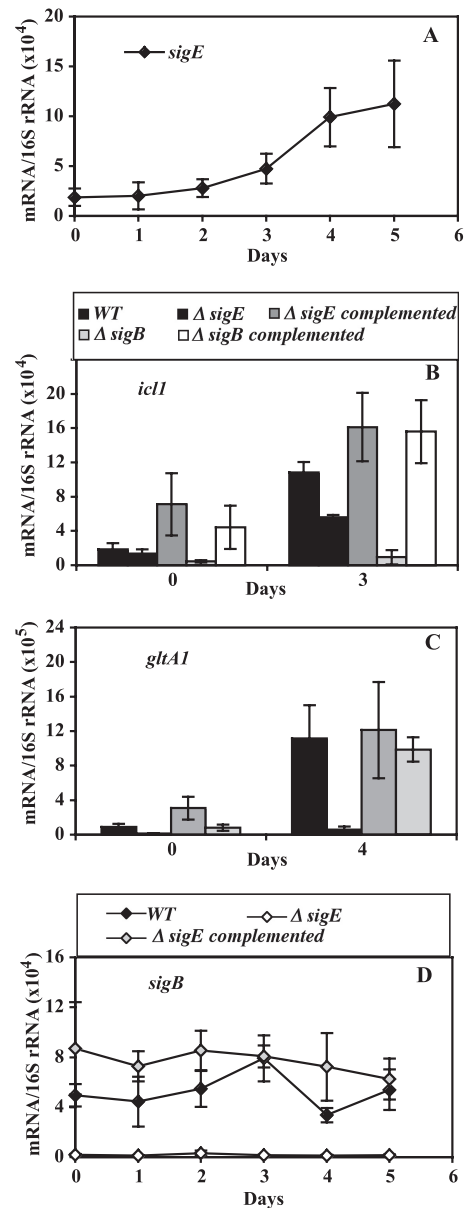 A
sigE
mRNA/16S rRNA (x10⁴)
20
15
10
5
0
0 1 2 3 4 5 6
Days
WT Δ sigE Δ sigE complemented
Δ sigB Δ sigB complemented
B
icl1
mRNA/16S rRNA (x10⁴)
20
16
12
8
4
0
0 3
Days
C
gltA1
mRNA/16S rRNA (x10⁵)
24
20
16
12
8
4
0
0 4
Days
WT Δ sigE
Δ sigE complemented
D
sigB
mRNA/16S rRNA (x10⁴)
16
12
8
4
0
0 1 2 3 4 5 6
Days